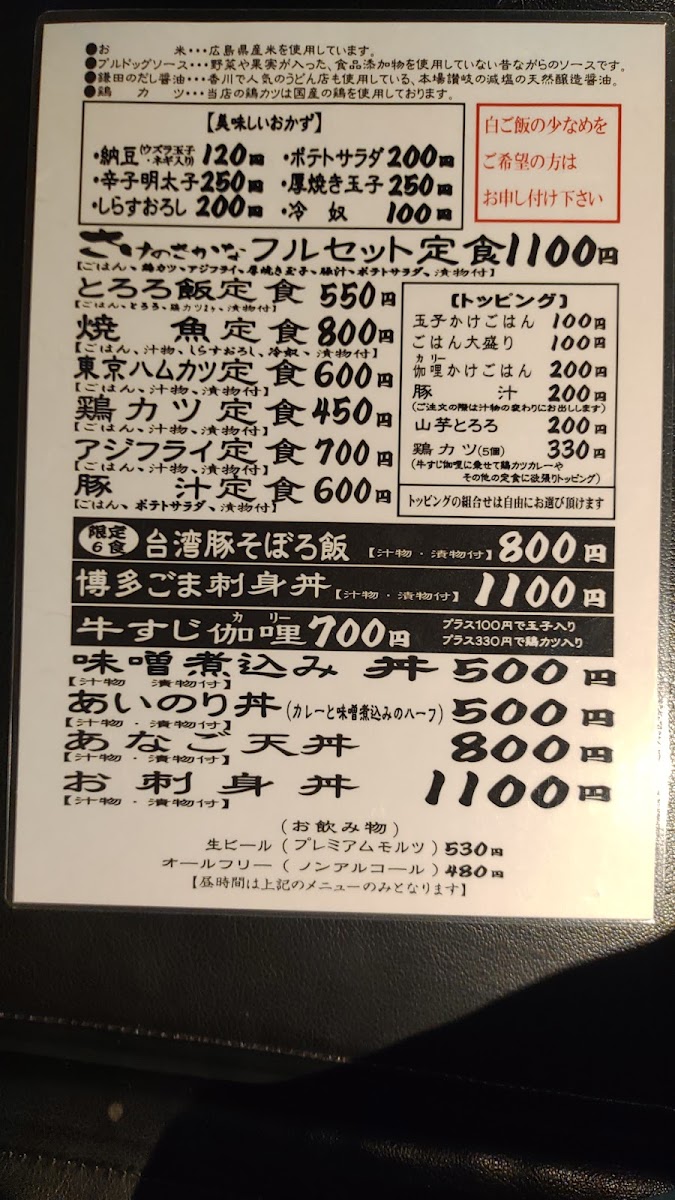 ●お米・・・広島県産米を使用しています。
●ブルドッグソース・・・野菜や果実が入った、食品添加物を使用していない昔ながらのソースです。
●鎌田のだし醤油・・・香川で人気のうどん店も使用している、本場讃岐の減塩の天然醸造醤油。
●鶏カツ・・・当店の鶏カツは国産の鶏を使用しております。
【美味しいおかず】
・納豆(ウズラ玉子・ネギ入り) 120円 ・ポテトサラダ 200円
・辛子明太子 250円 ・厚焼き玉子 250円
・しらすおろし 200円 ・冷奴 100円
白ご飯の少なめを
ご希望の方は
お申し付け下さい
さけのさかなフルセット定食 1100円
【ごはん、鶏カツ、アジフライ、厚焼き玉子、豚汁、ポテトサラダ、漬物付】
とろろ飯定食 550円
【ごはん、とろろ、鶏カツ2ヶ、漬物付】
焼魚定食 800円
【ごはん、汁物、しらすおろし、冷奴、漬物付】
東京ハムカツ定食 600円
【ごはん、汁物、漬物付】
鶏カツ定食 450円
【ごはん、汁物、漬物付】
アジフライ定食 700円
【ごはん、汁物、漬物付】
豚汁定食 600円
【ごはん、ポテトサラダ、漬物付】
【トッピング】
玉子かけごはん 100円
ごはん大盛り 100円
カリー
伽哩かけごはん 200円
豚汁 200円
(ご注文の際は汁物の変わりにお出しします)
山芋とろろ 200円
鶏カツ(5個) 330円
(牛すじ伽哩に乗せて鶏カツカレーや
その他の定食に欲張りトッピング)
トッピングの組合せは自由にお選び頂けます
限定6食 台湾豚そぼろ飯【汁物・漬物付】800円
博多ごま刺身丼【汁物・漬物付】1100円
カリー
牛すじ伽哩 700円 プラス100円で玉子入り
プラス330円で鶏カツ入り
味噌煮込み丼 500円
【汁物 漬物付】
あいのり丼(カレーと味噌煮込みのハーフ) 500円
【汁物・漬物付】
あなご天丼 800円
【汁物・漬物付】
お刺身丼 1100円
【汁物・漬物付】
(お飲み物)
生ビール(プレミアムモルツ) 530円
オールフリー(ノンアルコール) 480円
【昼時間は上記のメニューのみとなります】